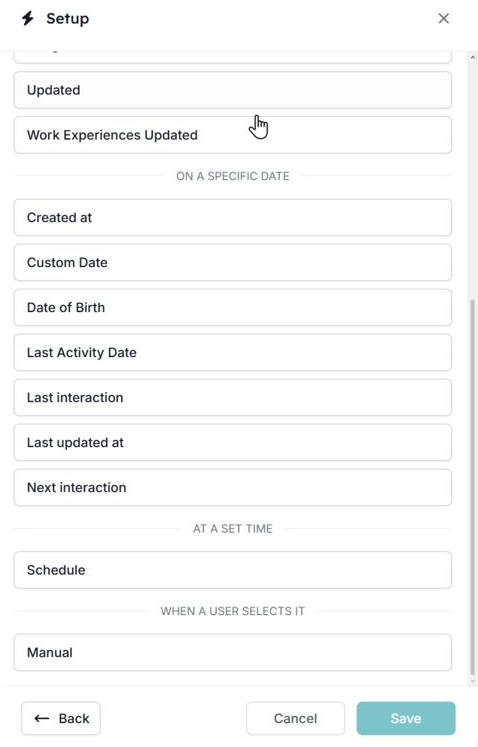 Setup
Updated
Work Experiences Updated
ON A SPECIFIC DATE
Created at
Custom Date
Date of Birth
Last Activity Date
Last interaction
Last updated at
Next interaction
AT A SET TIME
Schedule
WHEN A USER SELECTS IT
Manual
Back
Cancel
Save